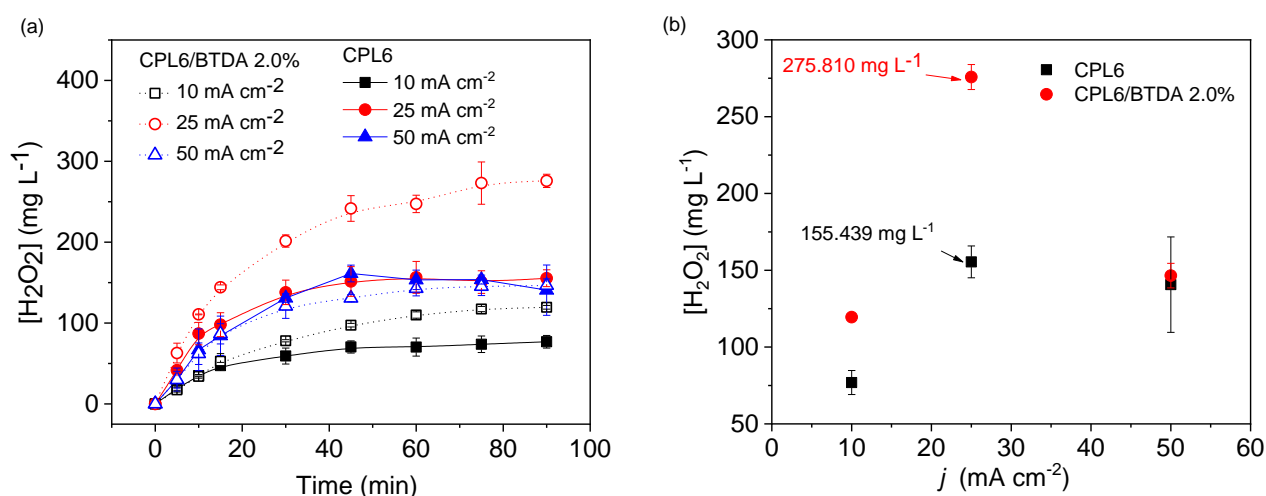 (a)
CPL6/BTDA 2.0%
10 mA cm⁻²
25 mA cm⁻²
50 mA cm⁻²
CPL6
10 mA cm⁻²
25 mA cm⁻²
50 mA cm⁻²
400
300
200
100
0
[H₂O₂] (mg L⁻¹)
0 20 40 60 80 100
Time (min)
(b)
275.810 mg L⁻¹
155.439 mg L⁻¹
CPL6
CPL6/BTDA 2.0%
300
250
200
150
100
50
[H₂O₂] (mg L⁻¹)
0 10 20 30 40 50 60
j (mA cm⁻²)